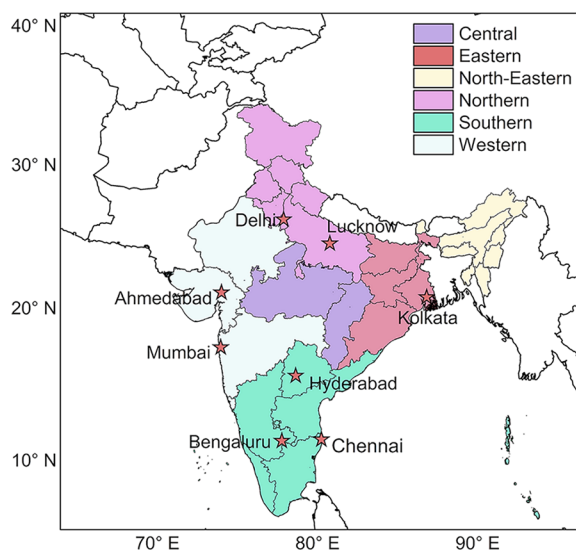 40° N
Central
Eastern
North-Eastern
Northern
Southern
Western
30° N
Delhi
Lucknow
20° N
Ahmedabad
Kolkata
Mumbai
Hyderabad
Bengaluru
Chennai
10° N
70° E
80° E
90° E